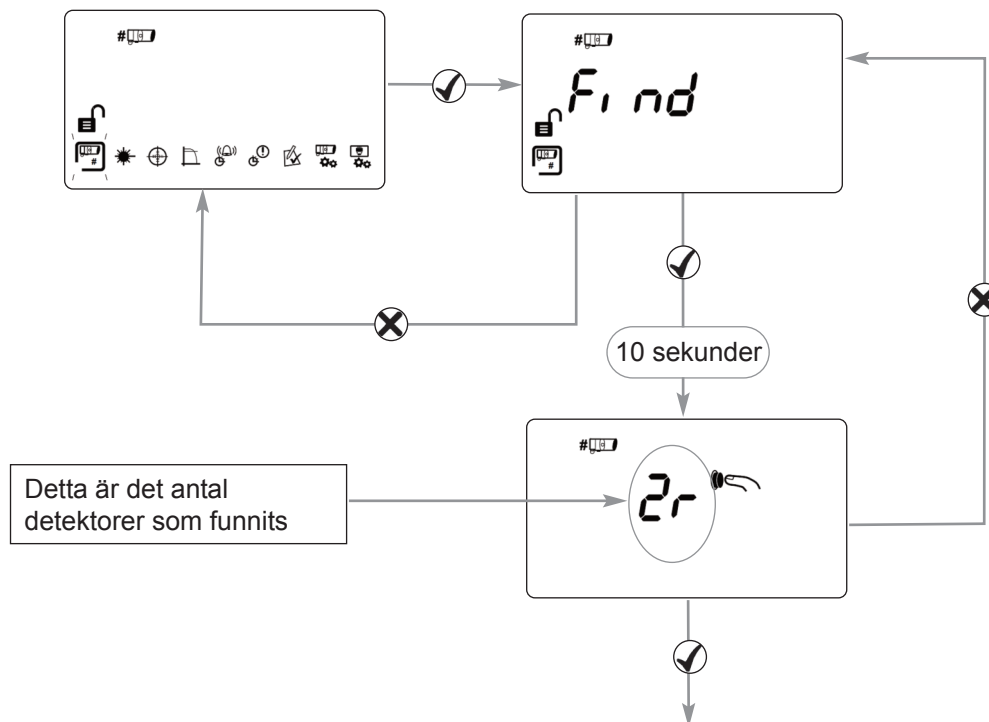 #
#
Find
#
#
10 sekunder
#
2r
Detta är det antal
detektorer som funnits